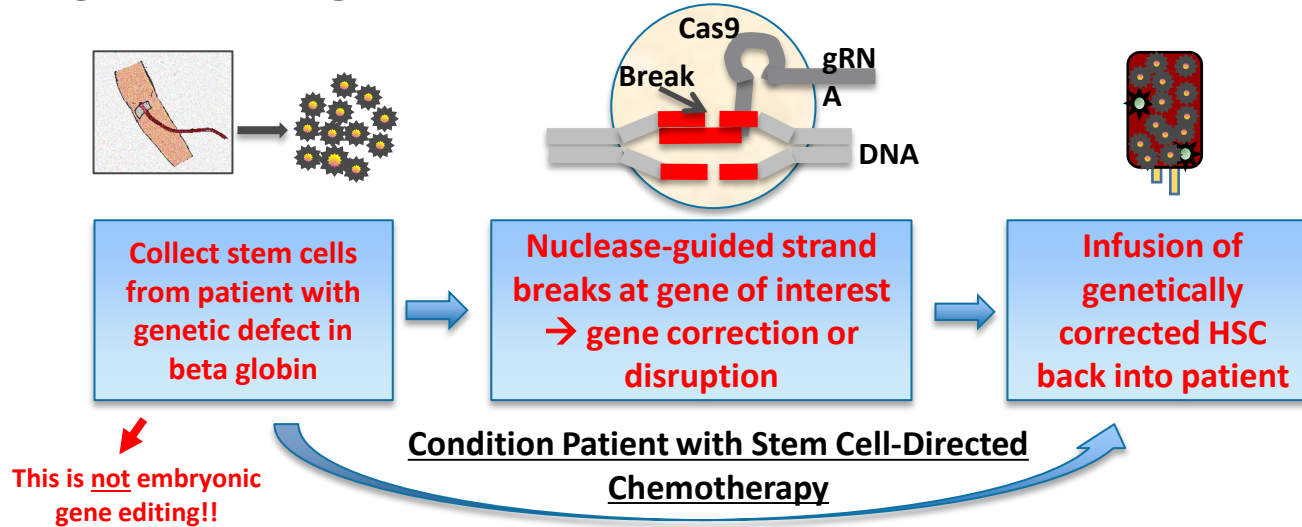 Cas9
gRN
A
Break
DNA
Collect stem cells
from patient with
genetic defect in
beta globin
Nuclease-guided strand
breaks at gene of interest
→ gene correction or
disruption
Infusion of
genetically
corrected HSC
back into patient
This is not embryonic
gene editing!!
Condition Patient with Stem Cell-Directed
Chemotherapy